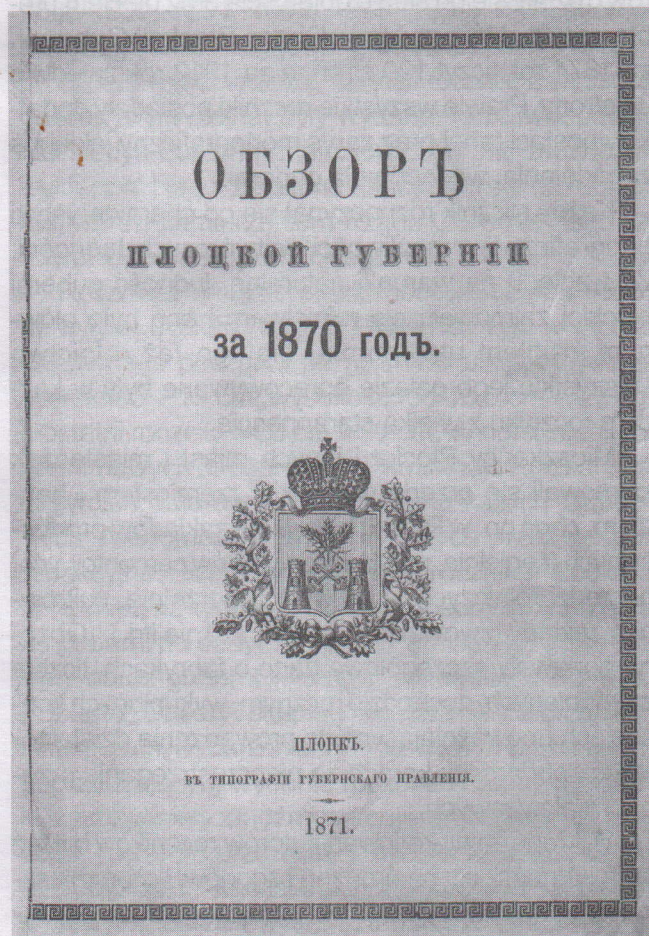 ОБЗОРЪ
ПЛОЦКОЙ ГУБЕРНІИ
за 1870 годъ.
ПЛОЦКЪ.
ВЪ ТИПОГРАФІИ ГУБЕРНСКАГО ПРАВЛЕНІЯ.
1871.